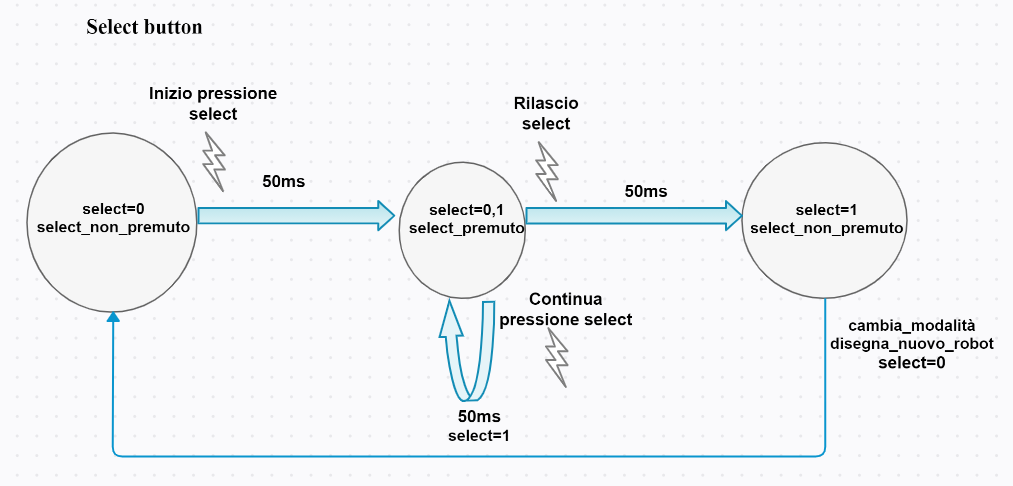 Select button
Inizio pressione
select
50ms
Rilascio
select
50ms
select=0
select_non_premuto
select=0,1
select_premuto
select=1
select_non_premuto
Continua
pressione select
50ms
select=1
cambia_modalità
disegna_nuovo_robot
select=0